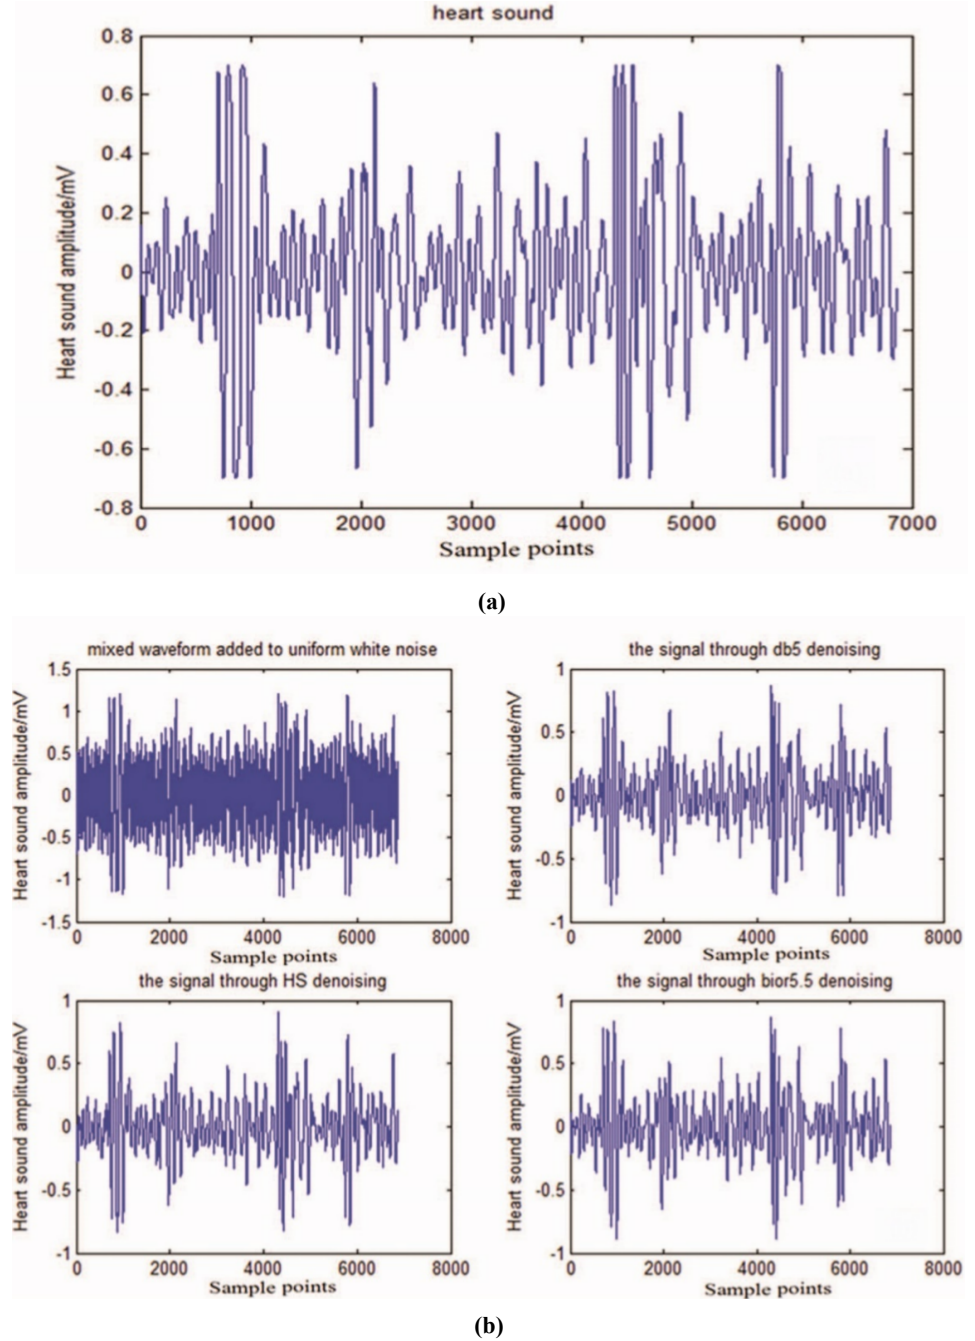 heart sound
Heart sound amplitude/mV
0.8
0.6
0.4
0.2
0
-0.2
-0.4
-0.6
-0.8
0 1000 2000 3000 4000 5000 6000 7000
Sample points
(a)
mixed waveform added to uniform white noise
Heart sound amplitude/mV
1.5
1
0.5
0
-0.5
-1
-1.5
0 2000 4000 6000 8000
Sample points
the signal through db5 denoising
Heart sound amplitude/mV
1
0.5
0
-0.5
-1
0 2000 4000 6000 8000
Sample points
the signal through HS denoising
Heart sound amplitude/mV
1
0.5
0
-0.5
-1
0 2000 4000 6000 8000
Sample points
the signal through bior5.5 denoising
Heart sound amplitude/mV
1
0.5
0
-0.5
-1
0 2000 4000 6000 8000
Sample points
(b)